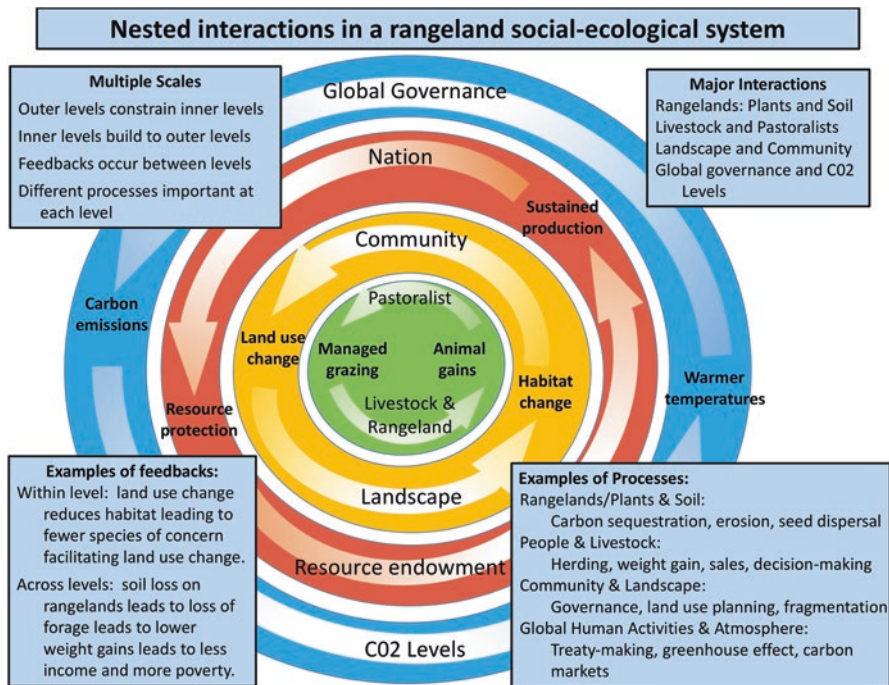 Nested interactions in a rangeland social-ecological system
Multiple Scales
Outer levels constrain inner levels
Inner levels build to outer levels
Feedbacks occur between levels
Different processes important at
each level
Major Interactions
Rangelands: Plants and Soil
Livestock and Pastoralists
Landscape and Community
Global governance and C02
Levels
Global Governance
Nation
Sustained
production
Community
Carbon
emissions
Pastoralist
Land use
change
Managed
grazing
Animal
gains
Habitat
change
Warmer
temperatures
Livestock &
Rangeland
Resource
protection
Landscape
Resource endowment
C02 Levels
Examples of feedbacks:
Within level: land use change
reduces habitat leading to
fewer species of concern
facilitating land use change.
Across levels: soil loss on
rangelands leads to loss of
forage leads to lower
weight gains leads to less
income and more poverty.
Examples of Processes:
Rangelands/Plants & Soil:
Carbon sequestration, erosion, seed dispersal
People & Livestock:
Herding, weight gain, sales, decision-making
Community & Landscape:
Governance, land use planning, fragmentation
Global Human Activities & Atmosphere:
Treaty-making, greenhouse effect, carbon
markets